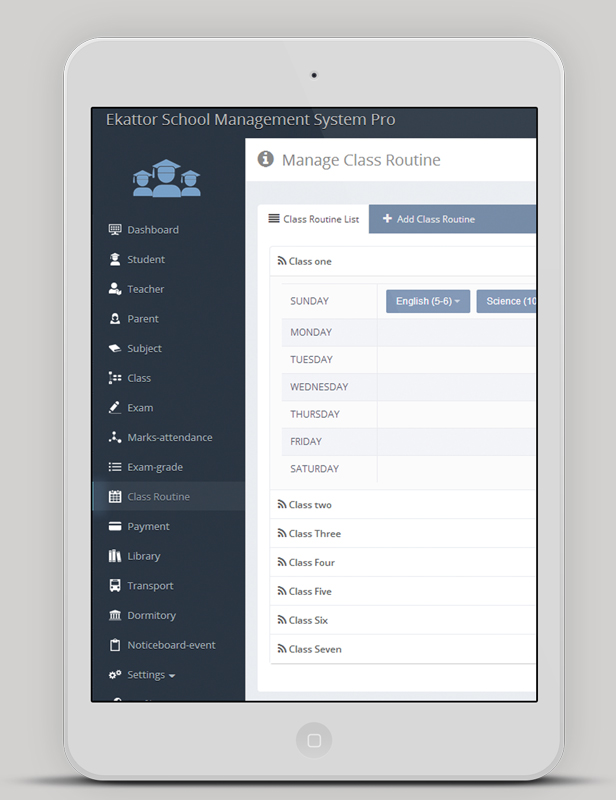 Ekattor School Management System Pro
Manage Class Routine
Dashboard
Student
Teacher
Parent
Subject
Class
Exam
Marks-attendance
Exam-grade
Class Routine
Payment
Library
Transport
Dormitory
Noticeboard-event
Settings
Class Routine List
Add Class Routine
Class one
SUNDAY English (5-6) Science (10
MONDAY
TUESDAY
WEDNESDAY
THURSDAY
FRIDAY
SATURDAY
Class two
Class Three
Class Four
Class Five
Class Six
Class Seven